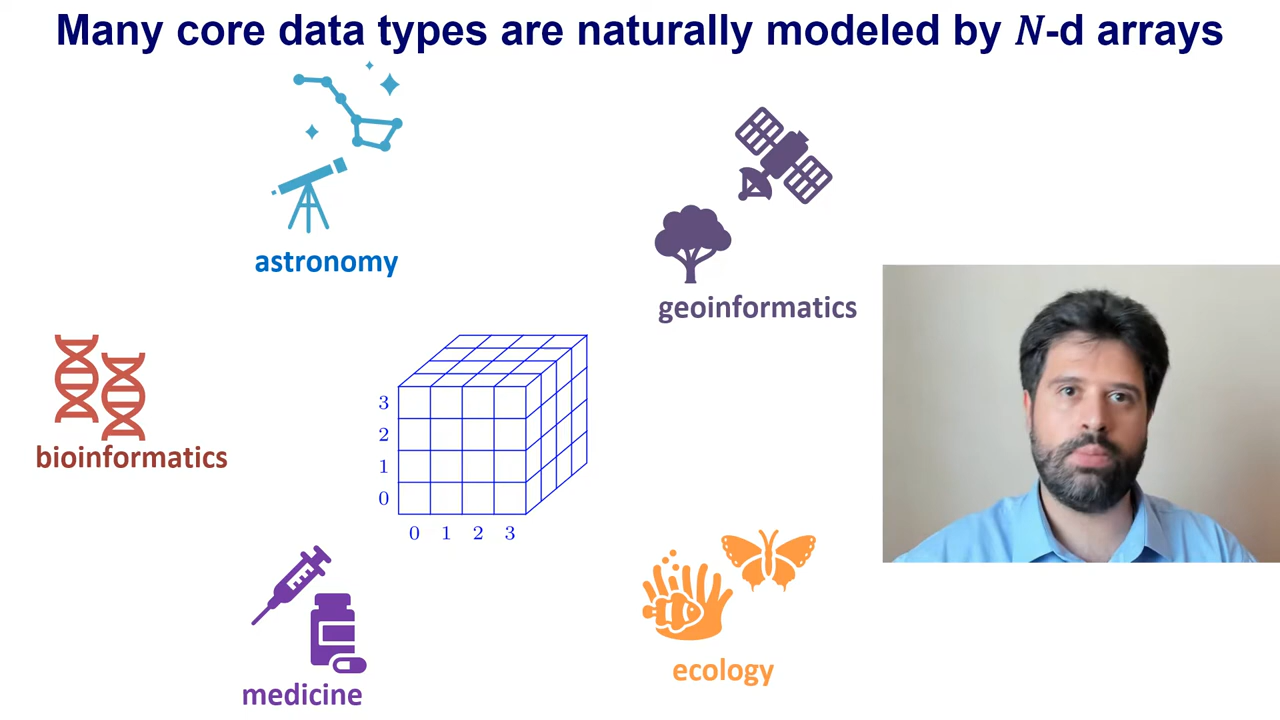 Many core data types are naturally modeled by N-d arrays
astronomy
geoinformatics
bioinformatics
3
2
1
0
0 1 2 3
medicine
ecology